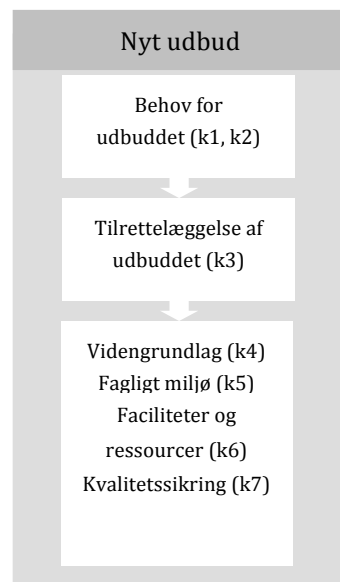 Nyt udbud
Behov for
udbuddet (k1, k2)
Tilrettelæggelse af
udbuddet (k3)
Videngrundlag (k4)
Fagligt miljø (k5)
Faciliteter og
ressourcer (k6)
Kvalitetssikring (k7)